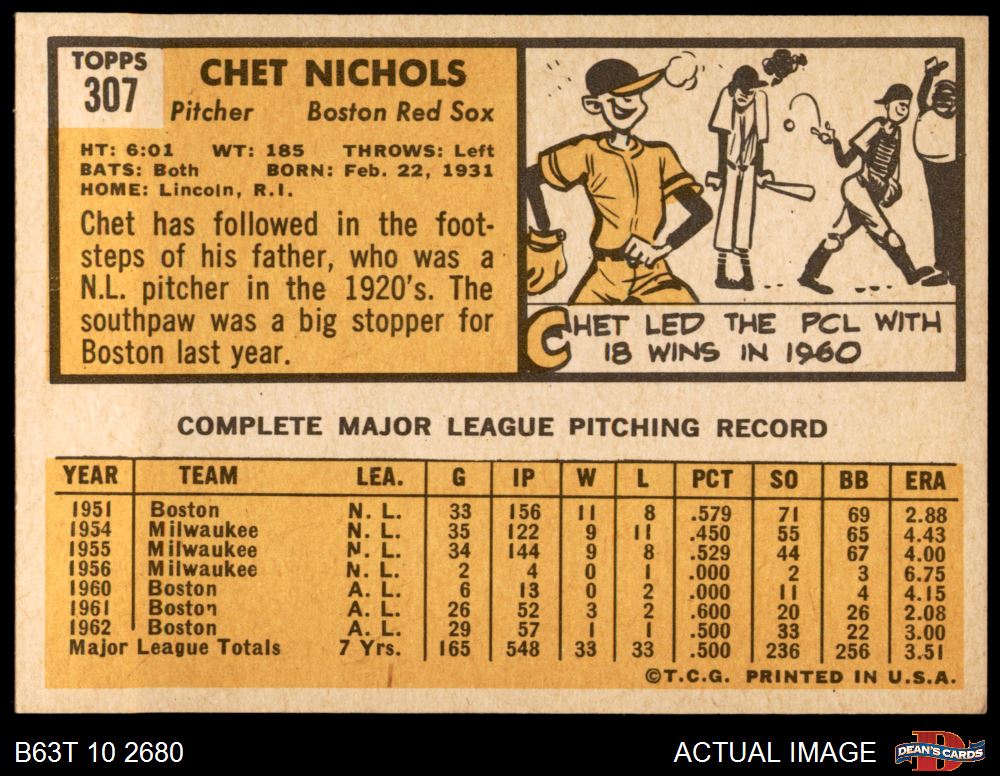 TOPPS
307
CHET NICHOLS
Pitcher Boston Red Sox
HT: 6:01 WT: 185 THROWS: Left
BATS: Both BORN: Feb. 22, 1931
HOME: Lincoln, R.I.
Chet has followed in the foot-
steps of his father, who was a
N.L. pitcher in the 1920's. The
southpaw was a big stopper for
Boston last year.
CHET LED THE PCL WITH
18 WINS IN 1960
COMPLETE MAJOR LEAGUE PITCHING RECORD
YEAR TEAM LEA. G IP W L PCT SO BB ERA
1951 Boston N. L. 33 156 11 8 .579 71 69 2.88
1954 Milwaukee N. L. 35 122 9 11 .450 55 65 4.43
1955 Milwaukee N. L. 34 144 9 8 .529 44 67 4.00
1956 Milwaukee N. L. 2 4 0 1 .000 2 3 6.75
1960 Boston A. L. 6 13 0 2 .000 11 4 4.15
1961 Boston A. L. 26 52 3 2 .600 20 26 2.08
1962 Boston A. L. 29 57 1 1 .500 33 22 3.00
Major League Totals 7 Yrs. 165 548 33 33 .500 236 256 3.51
©T.C.G. PRINTED IN U.S.A.
B63T 10 2680 ACTUAL IMAGE
DEAN'S CARDS